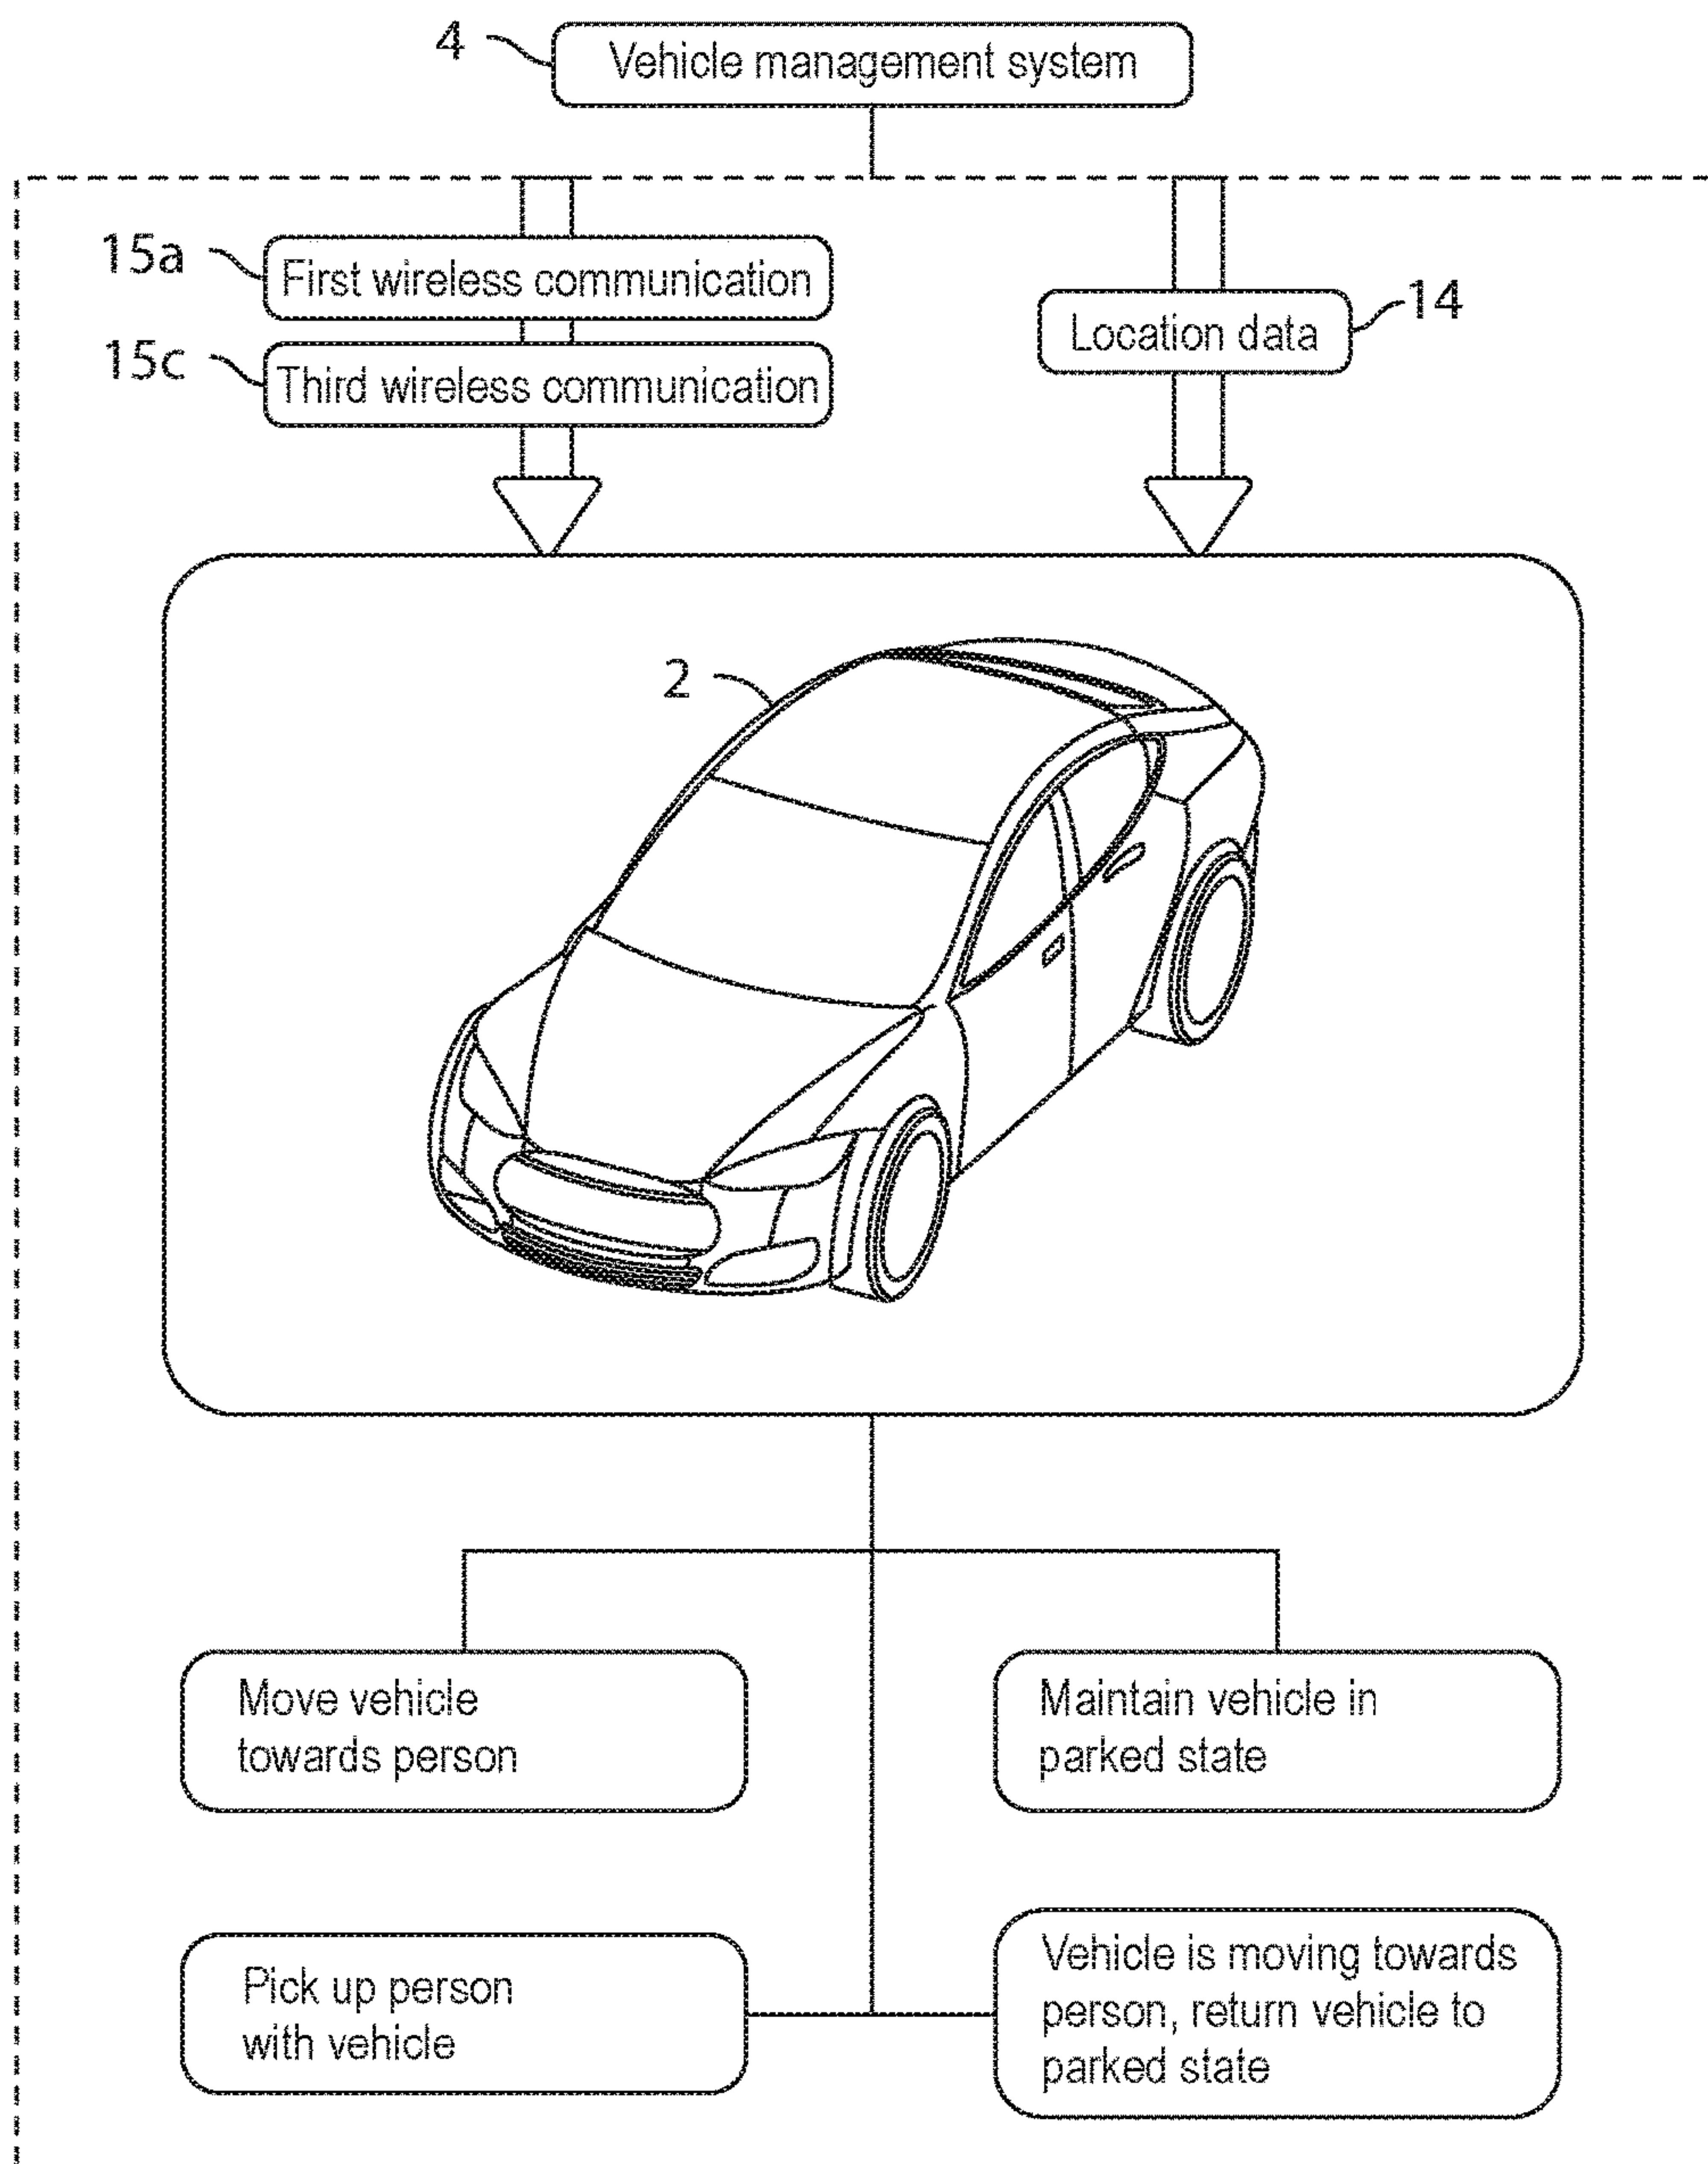 4
Vehicle management system
15a
First wireless communication
14
Location data
15c
Third wireless communication
2
Move vehicle
towards person
Maintain vehicle in
parked state
Pick up person
with vehicle
Vehicle is moving towards
person, return vehicle to
parked state